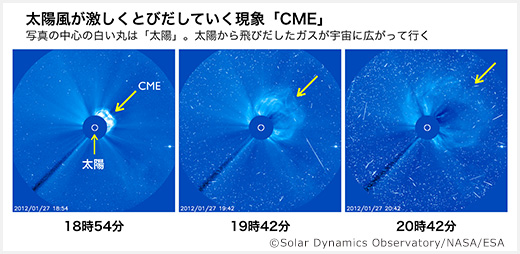 太陽風が激しくとびだしていく現象「CME」
写真の中心の白い丸は「太陽」。太陽から飛びだしたガスが宇宙に広がって行く
CME
太陽
2012/01/27 18:54
2012/01/27 19:42
2012/01/27 20:42
18時54分
19時42分
20時42分
©Solar Dynamics Observatory/NASA/ESA